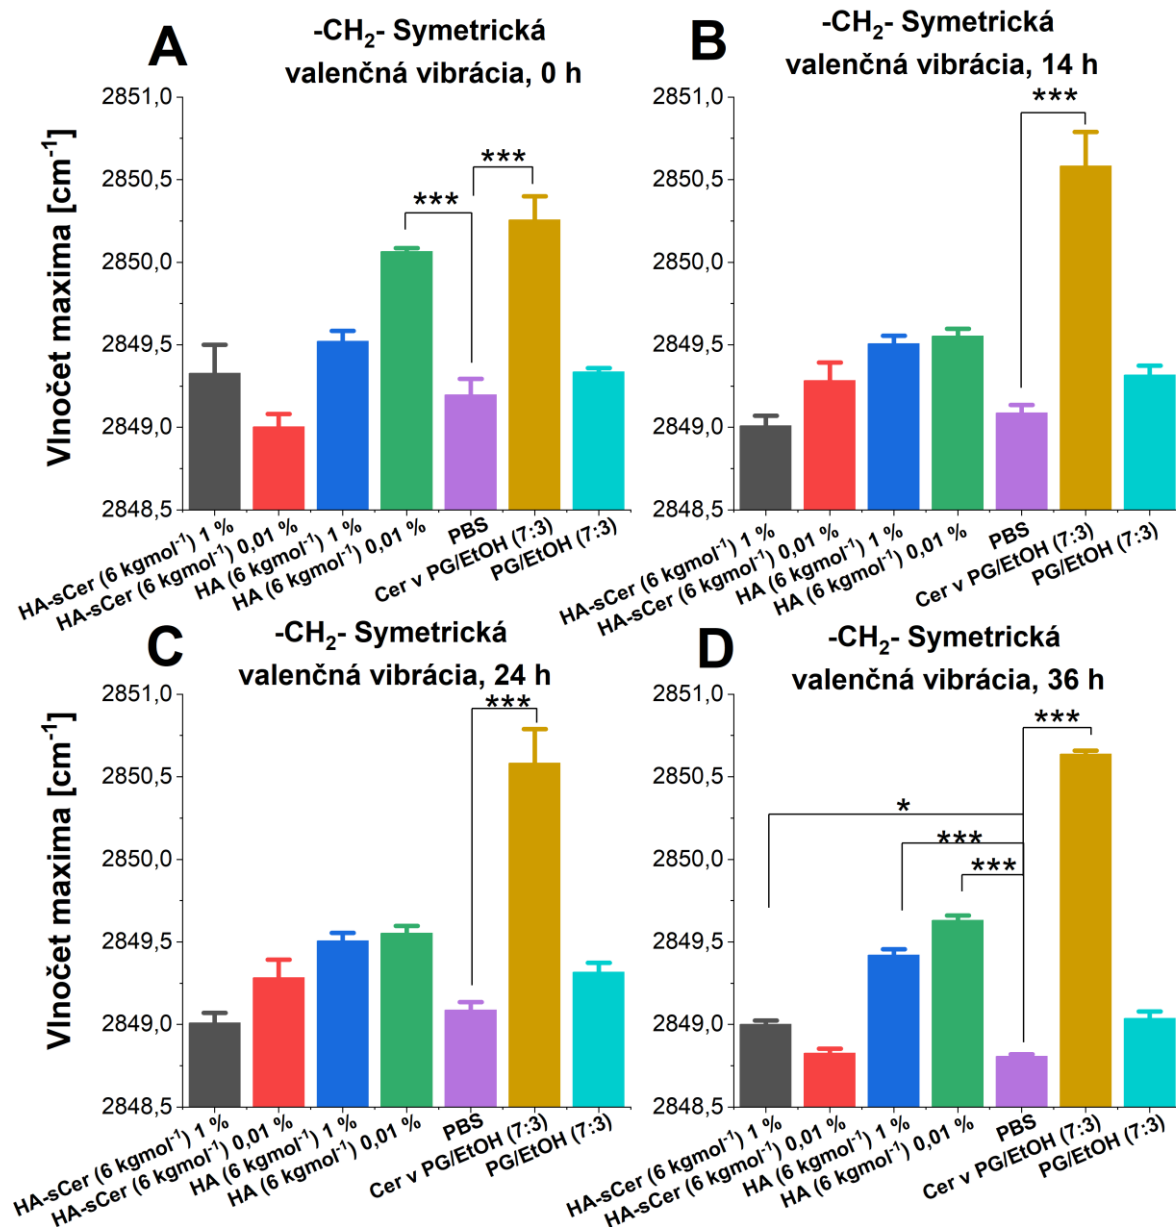 A
-CH₂- Symetrická
valenčná vibrácia, 0 h
Vlnočet maxima [cm⁻¹]
2851,0
2850,5
2850,0
2849,5
2849,0
2848,5
***
***
HA-sCer (6 kgmol⁻¹) 1 %
HA-sCer (6 kgmol⁻¹) 0,01 %
HA (6 kgmol⁻¹) 1 %
HA (6 kgmol⁻¹) 0,01 %
PBS
Cer v PG/EtOH (7:3)
PG/EtOH (7:3)
B
-CH₂- Symetrická
valenčná vibrácia, 14 h
2851,0
2850,5
2850,0
2849,5
2849,0
2848,5
***
HA-sCer (6 kgmol⁻¹) 1 %
HA-sCer (6 kgmol⁻¹) 0,01 %
HA (6 kgmol⁻¹) 1 %
HA (6 kgmol⁻¹) 0,01 %
PBS
Cer v PG/EtOH (7:3)
PG/EtOH (7:3)
C
-CH₂- Symetrická
valenčná vibrácia, 24 h
Vlnočet maxima [cm⁻¹]
2851,0
2850,5
2850,0
2849,5
2849,0
2848,5
***
HA-sCer (6 kgmol⁻¹) 1 %
HA-sCer (6 kgmol⁻¹) 0,01 %
HA (6 kgmol⁻¹) 1 %
HA (6 kgmol⁻¹) 0,01 %
PBS
Cer v PG/EtOH (7:3)
PG/EtOH (7:3)
D
-CH₂- Symetrická
valenčná vibrácia, 36 h
2851,0
2850,5
2850,0
2849,5
2849,0
2848,5
***
*
***
***
HA-sCer (6 kgmol⁻¹) 1 %
HA-sCer (6 kgmol⁻¹) 0,01 %
HA (6 kgmol⁻¹) 1 %
HA (6 kgmol⁻¹) 0,01 %
PBS
Cer v PG/EtOH (7:3)
PG/EtOH (7:3)